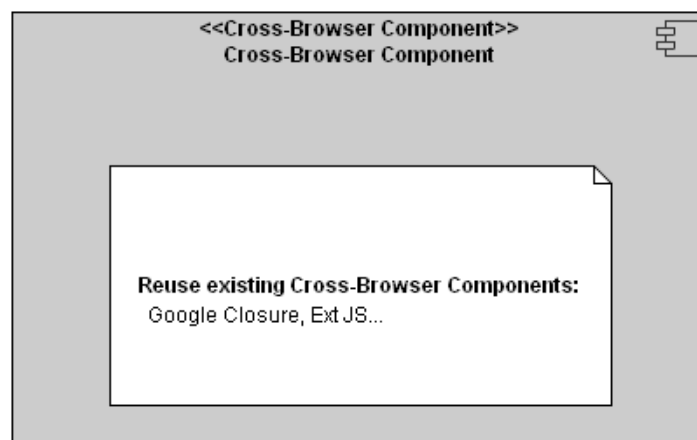 <<Cross-Browser Component>>
Cross-Browser Component
Reuse existing Cross-Browser Components:
Google Closure, Ext JS...